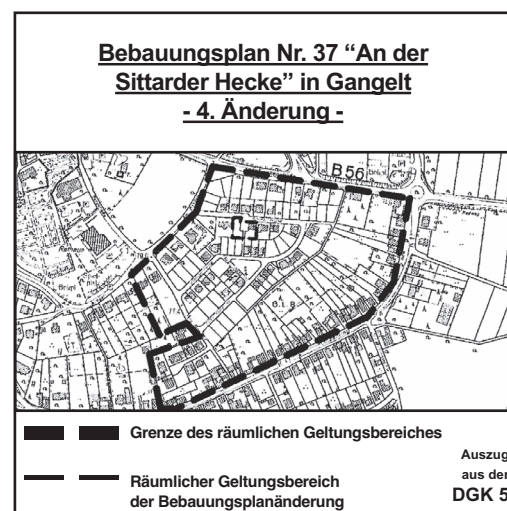 Bebauungsplan Nr. 37 “An der
Sittarder Hecke” in Gangelt
- 4. Änderung -
B 56
Grenze des räumlichen Geltungsbereiches
Räumlicher Geltungsbereich
der Bebauungsplanänderung
Auszug
aus der
DGK 5